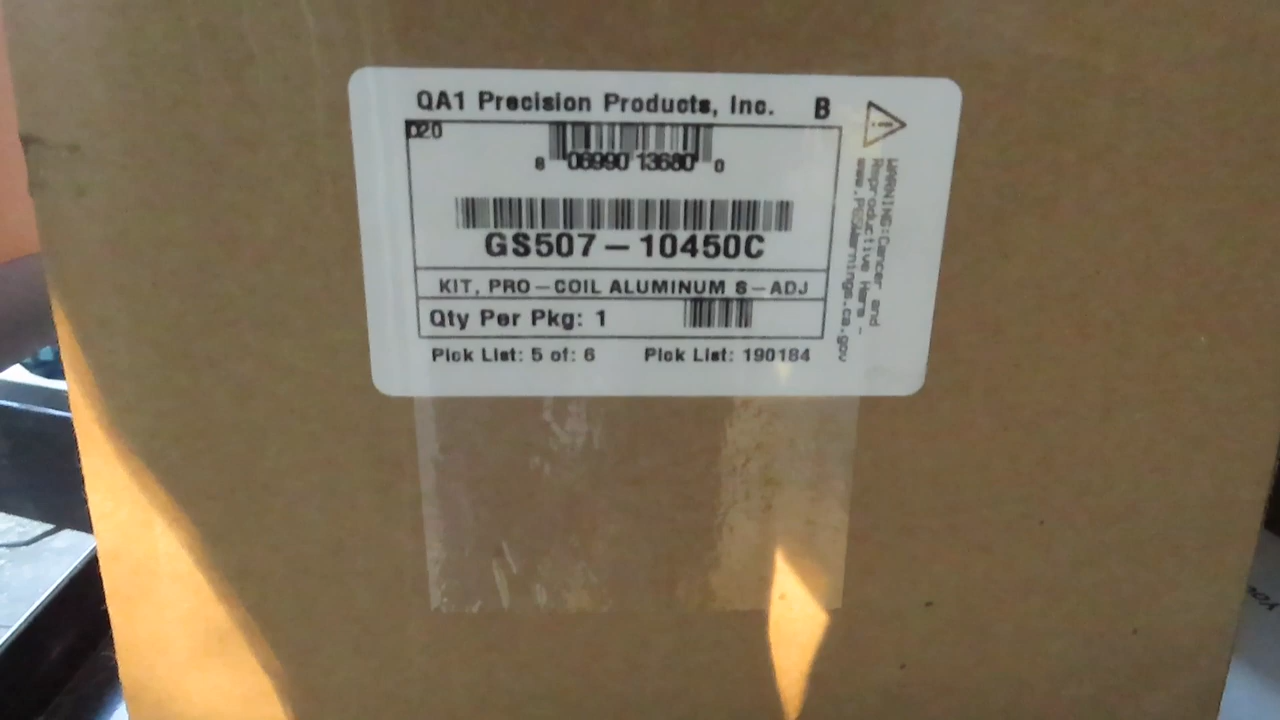 QA1 Precision Products, Inc. B
D20
8 06990 13680 0
GS507-10450C
KIT, PRO-COIL ALUMINUM S-ADJ
Qty Per Pkg: 1
Pick List: 5 of: 6 Pick List: 190184
WARNING: Cancer and
Reproductive Harm -
www.P65Warnings.ca.gov